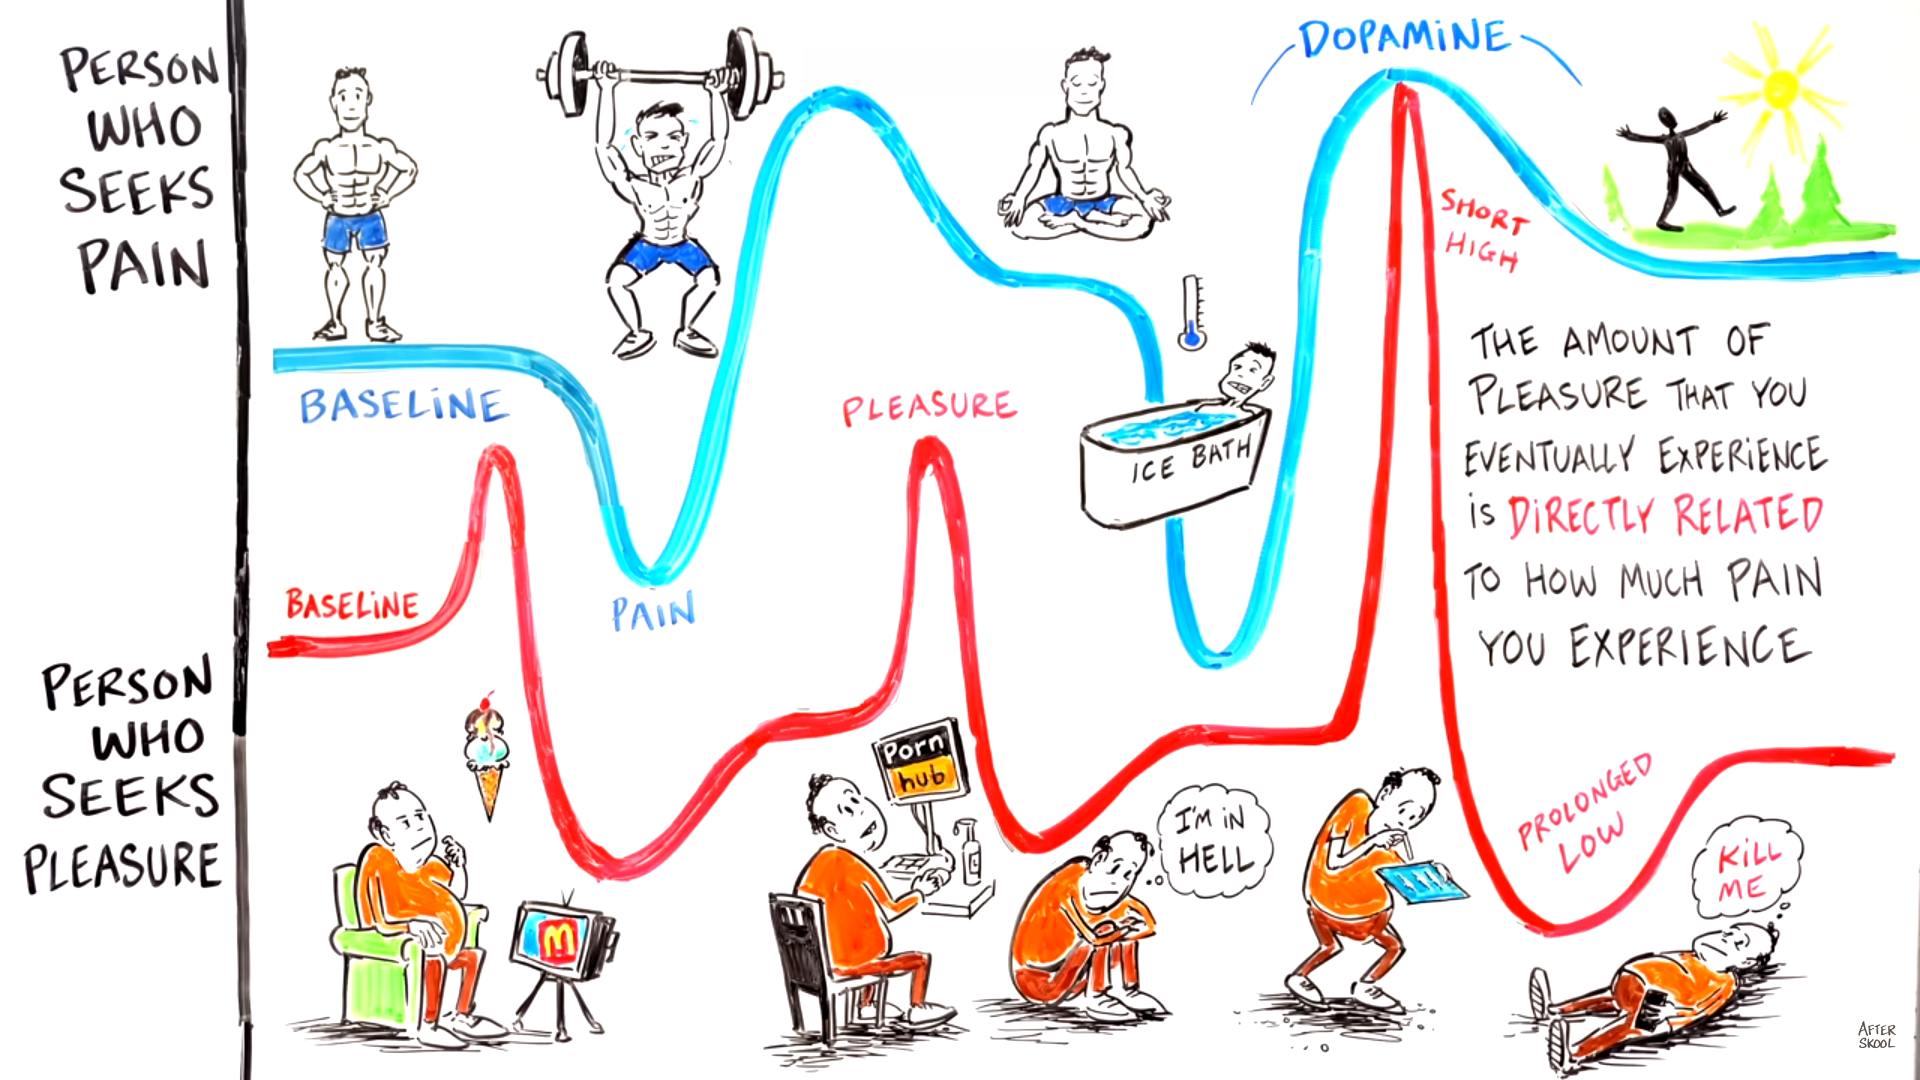 PERSON
WHO
SEEKS
PAIN
DOPAMINE
SHORT
HIGH
BASELINE
PLEASURE
ICE BATH
PAIN
BASELINE
THE AMOUNT OF
PLEASURE THAT YOU
EVENTUALLY EXPERIENCE
is DIRECTLY RELATED
TO HOW MUCH PAIN
YOU EXPERIENCE
PERSON
WHO
SEEKS
PLEASURE
M
Porn
hub
I'M IN
HELL
PROLONGED
LOW
KILL
ME
AFTER
SKOOL